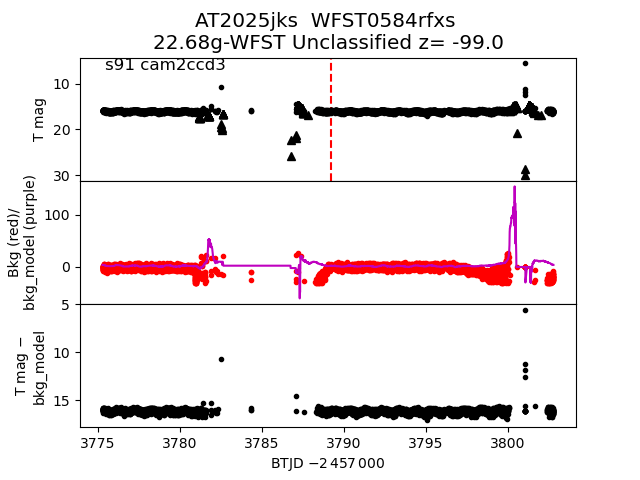 AT2025jks  WFST0584rfxs
22.68g-WFST Unclassified z= -99.0
s91 cam2ccd3
T mag
10
20
30
Bkg (red)/
bkg_model (purple)
100
0
T mag −
bkg_model
5
10
15
3775 3780 3785 3790 3795 3800
BTJD −2 457 000